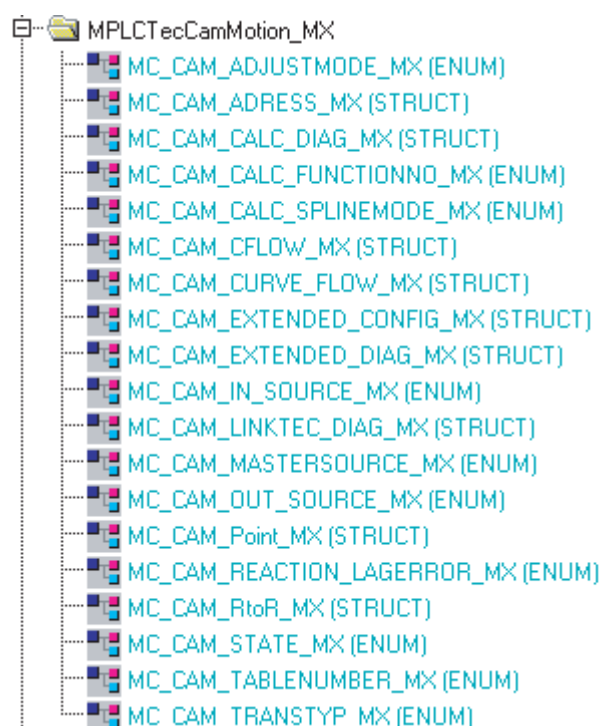 MPLCTecCamMotion_MX
MC_CAM_ADJUSTMODE_MX (ENUM)
MC_CAM_ADRESS_MX (STRUCT)
MC_CAM_CALC_DIAG_MX (STRUCT)
MC_CAM_CALC_FUNCTIONNO_MX (ENUM)
MC_CAM_CALC_SPLINEMODE_MX (ENUM)
MC_CAM_CFLOW_MX (STRUCT)
MC_CAM_CURVE_FLOW_MX (STRUCT)
MC_CAM_EXTENDED_CONFIG_MX (STRUCT)
MC_CAM_EXTENDED_DIAG_MX (STRUCT)
MC_CAM_IN_SOURCE_MX (ENUM)
MC_CAM_LINKTEC_DIAG_MX (STRUCT)
MC_CAM_MASTERSOURCE_MX (ENUM)
MC_CAM_OUT_SOURCE_MX (ENUM)
MC_CAM_Point_MX (STRUCT)
MC_CAM_REACTION_LAGERROR_MX (ENUM)
MC_CAM_RtoR_MX (STRUCT)
MC_CAM_STATE_MX (ENUM)
MC_CAM_TABLENUMBER_MX (ENUM)
MC_CAM_TRANSTYP_MX (ENUM)